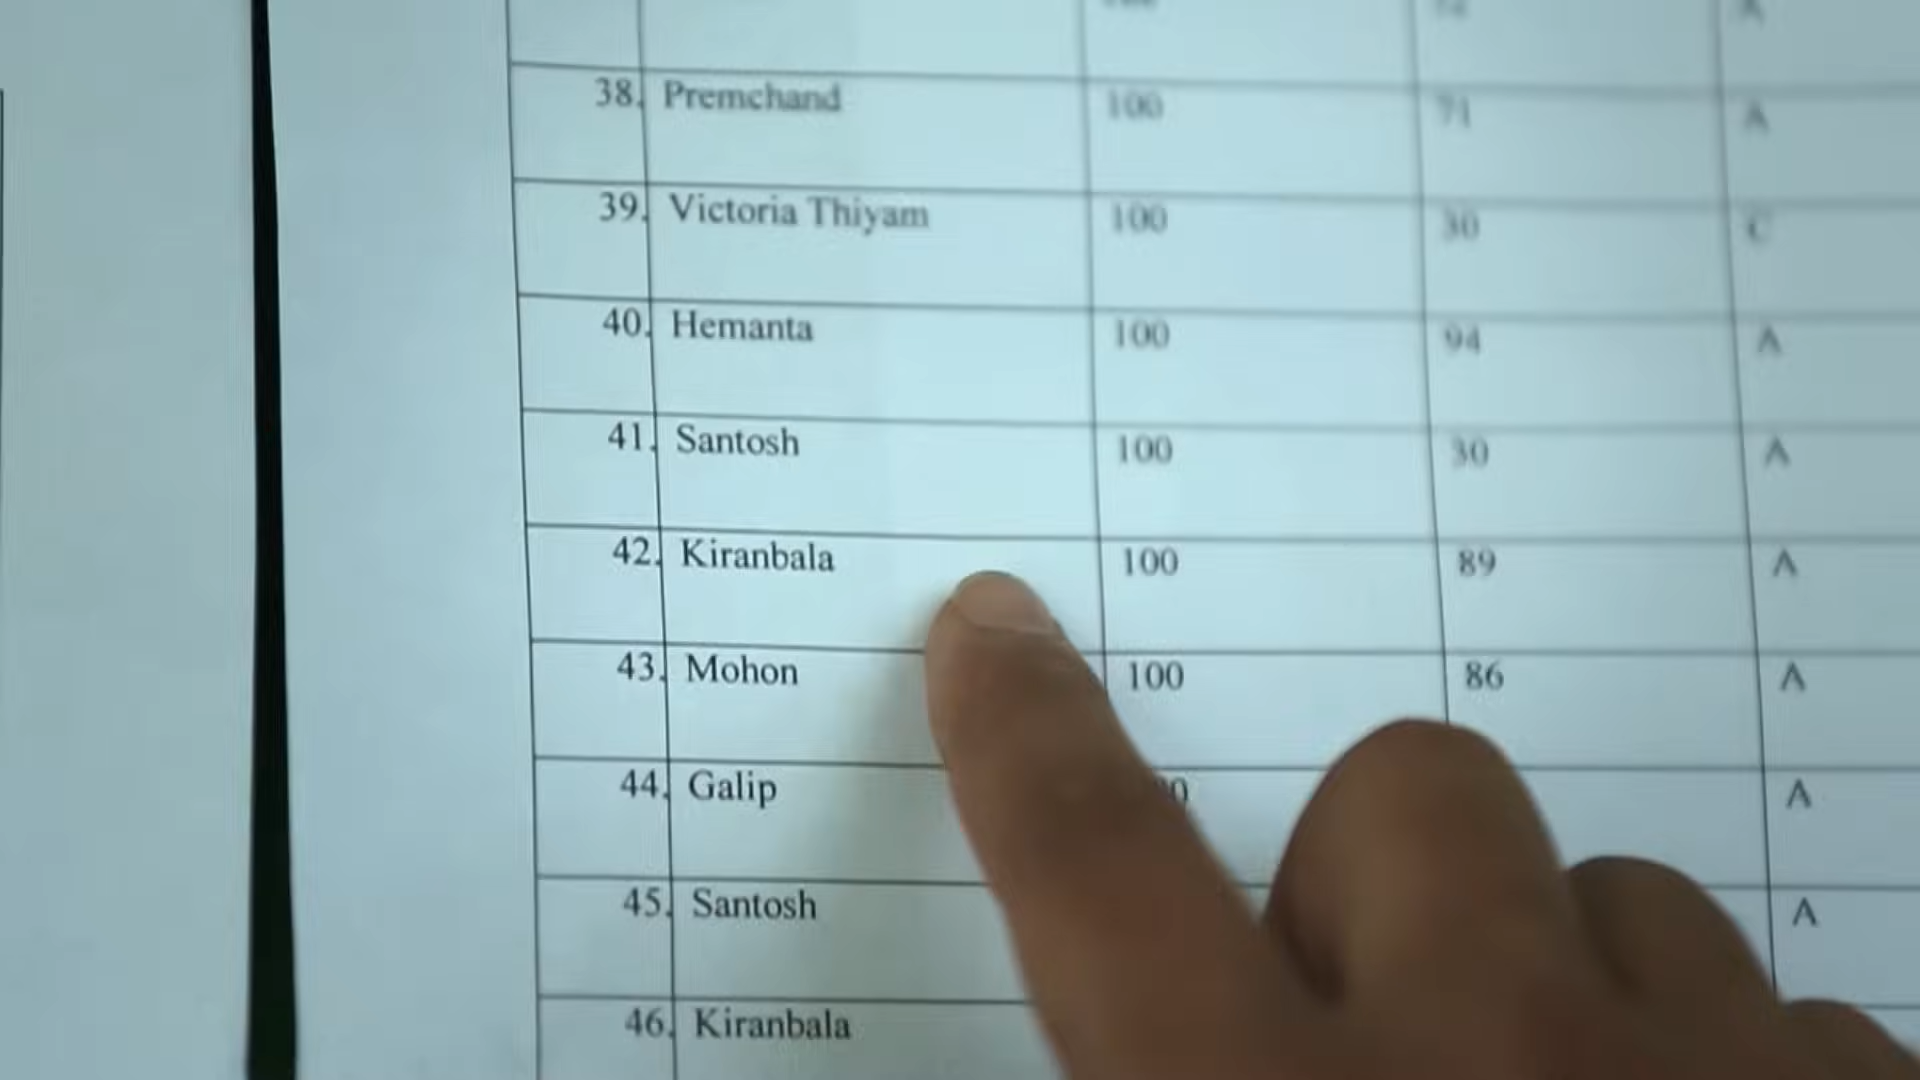 38. Premchand 100 71 A
39. Victoria Thiyam 100 30 C
40. Hemanta 100 94 A
41. Santosh 100 30 A
42. Kiranbala 100 89 A
43. Mohon 100 86 A
44. Galip A
45. Santosh A
46. Kiranbala